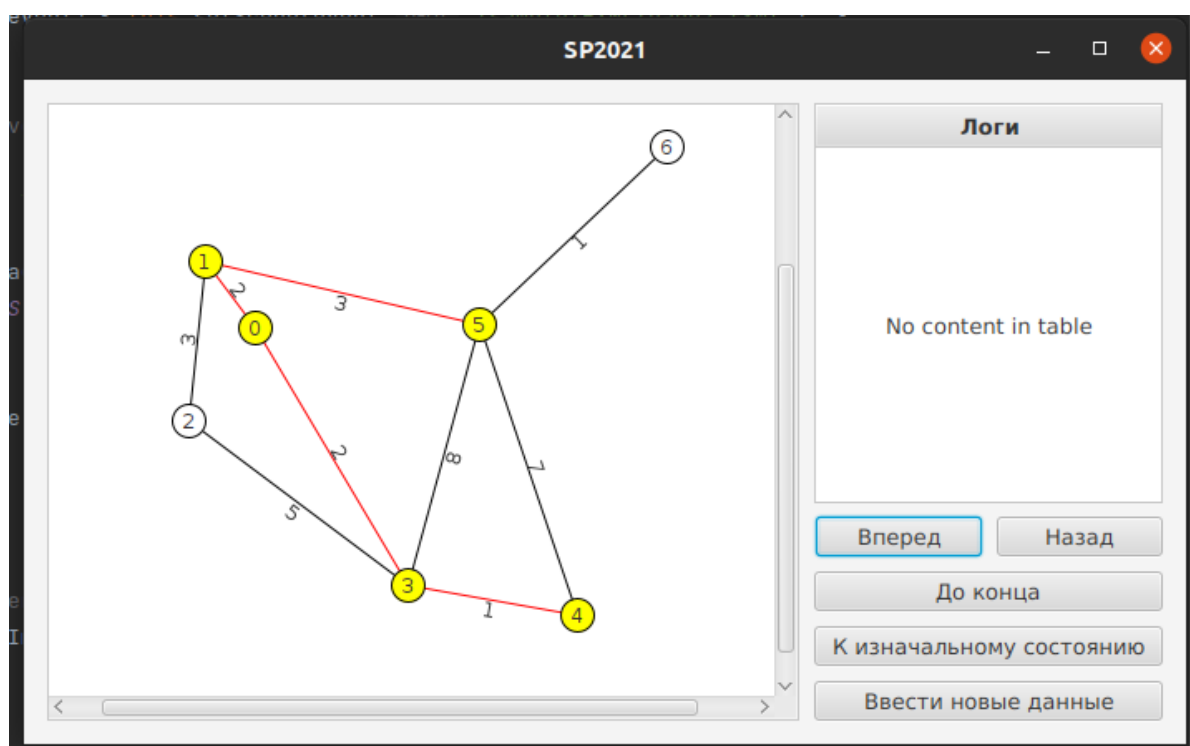 SP2021
6
1
1
2
3
0
5
3
2
2
8
7
5
3
1
4
Логи
No content in table
Вперед
Назад
До конца
К изначальному состоянию
Ввести новые данные